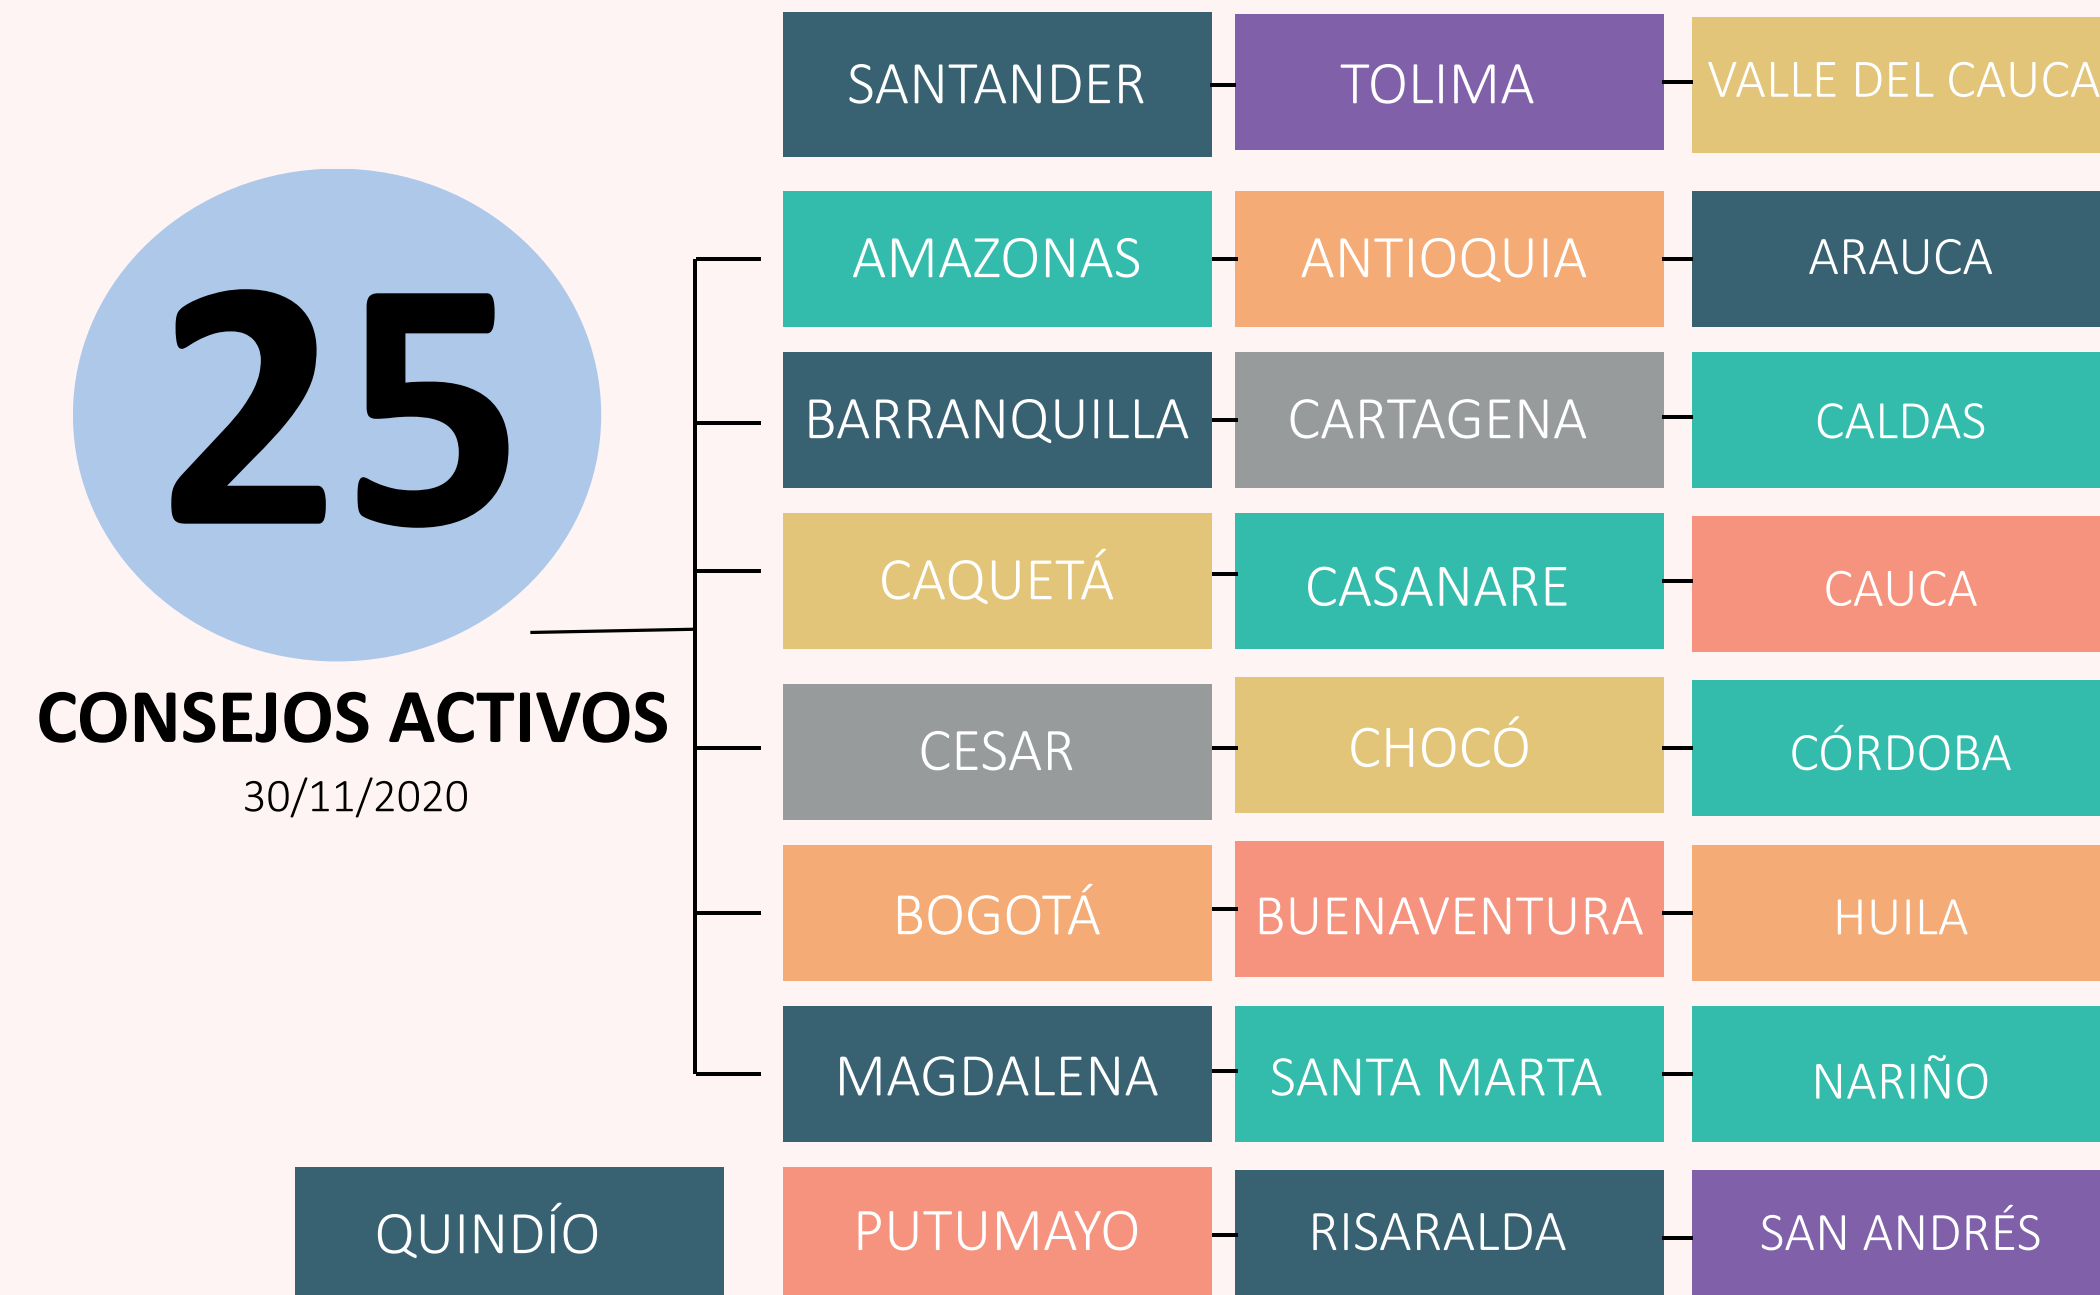 SANTANDER
TOLIMA
VALLE DEL CAUCA
25
CONSEJOS ACTIVOS
30/11/2020
AMAZONAS
ANTIOQUIA
ARAUCA
BARRANQUILLA
CARTAGENA
CALDAS
CAQUETÁ
CASANARE
CAUCA
CESAR
CHOCÓ
CÓRDOBA
BOGOTÁ
BUENAVENTURA
HUILA
MAGDALENA
SANTA MARTA
NARIÑO
QUINDÍO
PUTUMAYO
RISARALDA
SAN ANDRÉS